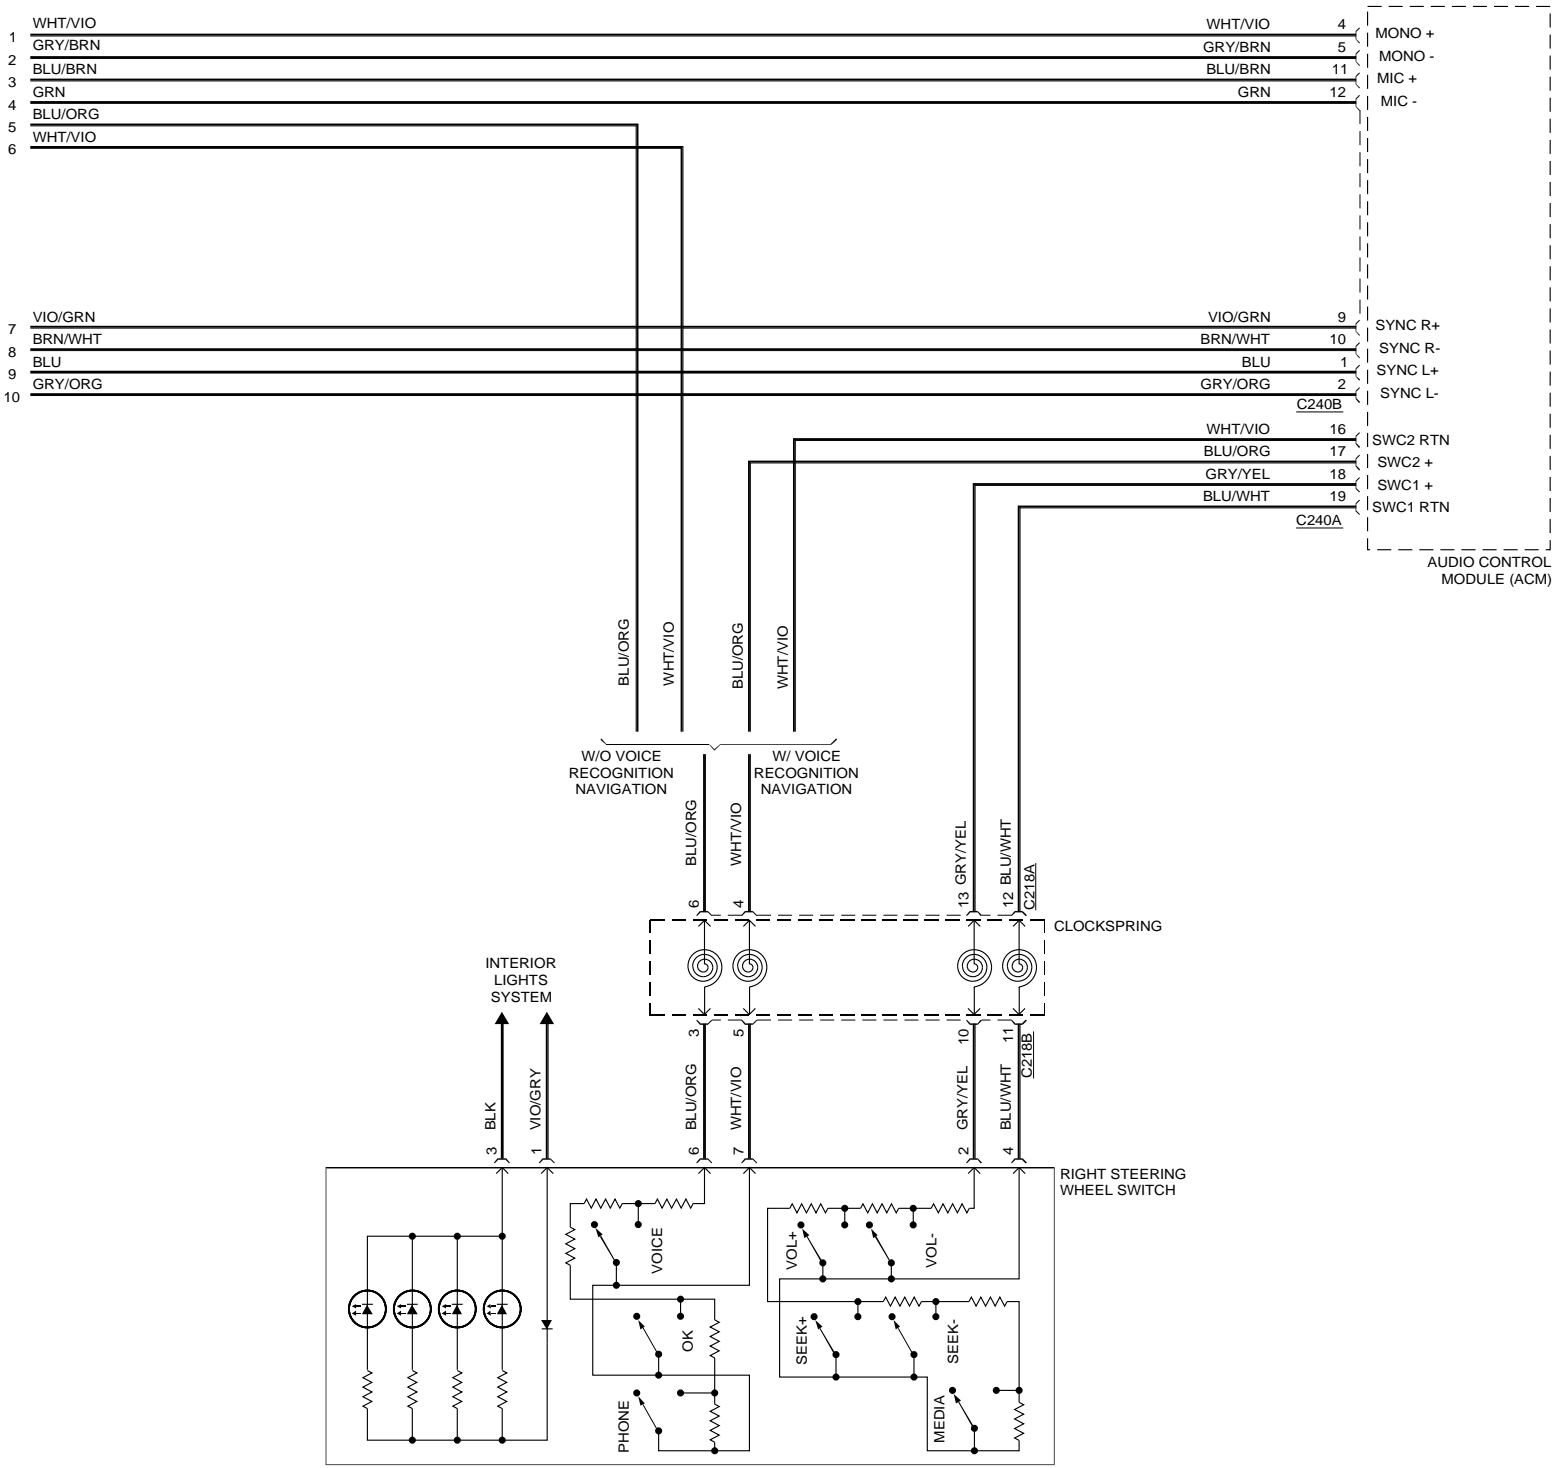 WHT/VIO
1
GRY/BRN
2
BLU/BRN
3
GRN
4
BLU/ORG
5
WHT/VIO
6
WHT/VIO 4 MONO +
GRY/BRN 5 MONO -
BLU/BRN 11 MIC +
GRN 12 MIC -
VIO/GRN
7
BRN/WHT
8
BLU
9
GRY/ORG
10
VIO/GRN 9 SYNC R+
BRN/WHT 10 SYNC R-
BLU 1 SYNC L+
GRY/ORG 2 SYNC L-
C240B
WHT/VIO 16 SWC2 RTN
BLU/ORG 17 SWC2 +
GRY/YEL 18 SWC1 +
BLU/WHT 19 SWC1 RTN
C240A
AUDIO CONTROL
MODULE (ACM)
BLU/ORG
WHT/VIO
BLU/ORG
WHT/VIO
W/O VOICE
RECOGNITION
NAVIGATION
W/ VOICE
RECOGNITION
NAVIGATION
BLU/ORG
WHT/VIO
GRY/YEL
BLU/WHT
6
4
13
12
C218A
CLOCKSPRING
INTERIOR
LIGHTS
SYSTEM
3
5
10
11
C218B
BLK
VIO/GRY
BLU/ORG
WHT/VIO
GRY/YEL
BLU/WHT
3
1
6
7
2
4
RIGHT STEERING
WHEEL SWITCH
VOICE
VOL+
VOL-
OK
SEEK+
SEEK-
PHONE
MEDIA